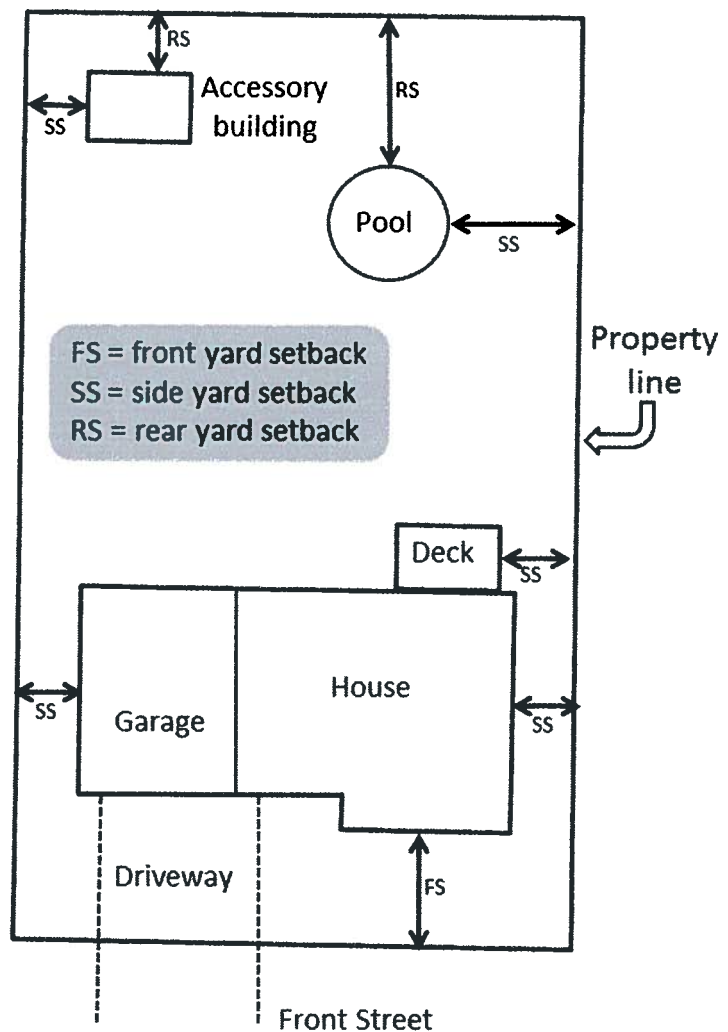 RS
SS
Accessory
building
RS
Pool
SS
FS = front yard setback
SS = side yard setback
RS = rear yard setback
Property
line
Deck
SS
House
SS
Garage
SS
Driveway
FS
Front Street